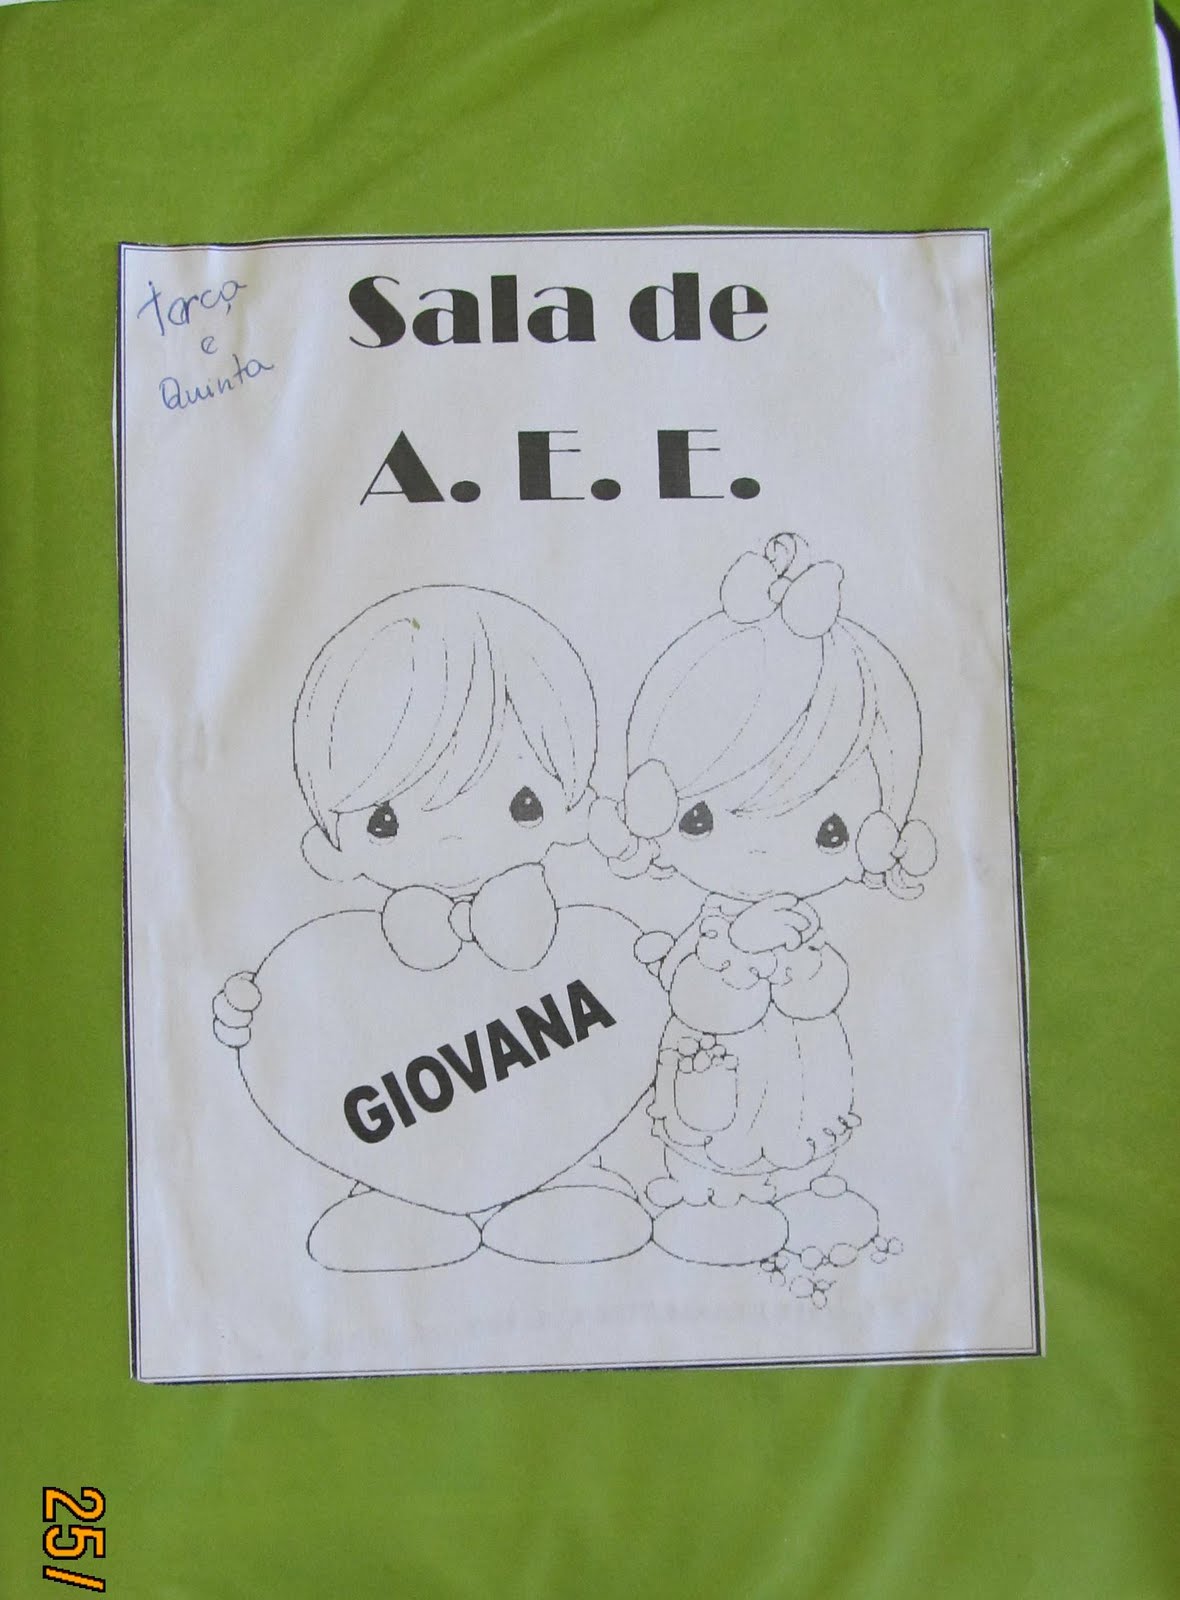 Sala de
A. E. E.
terça
e
Quinta
GIOVANA
25/